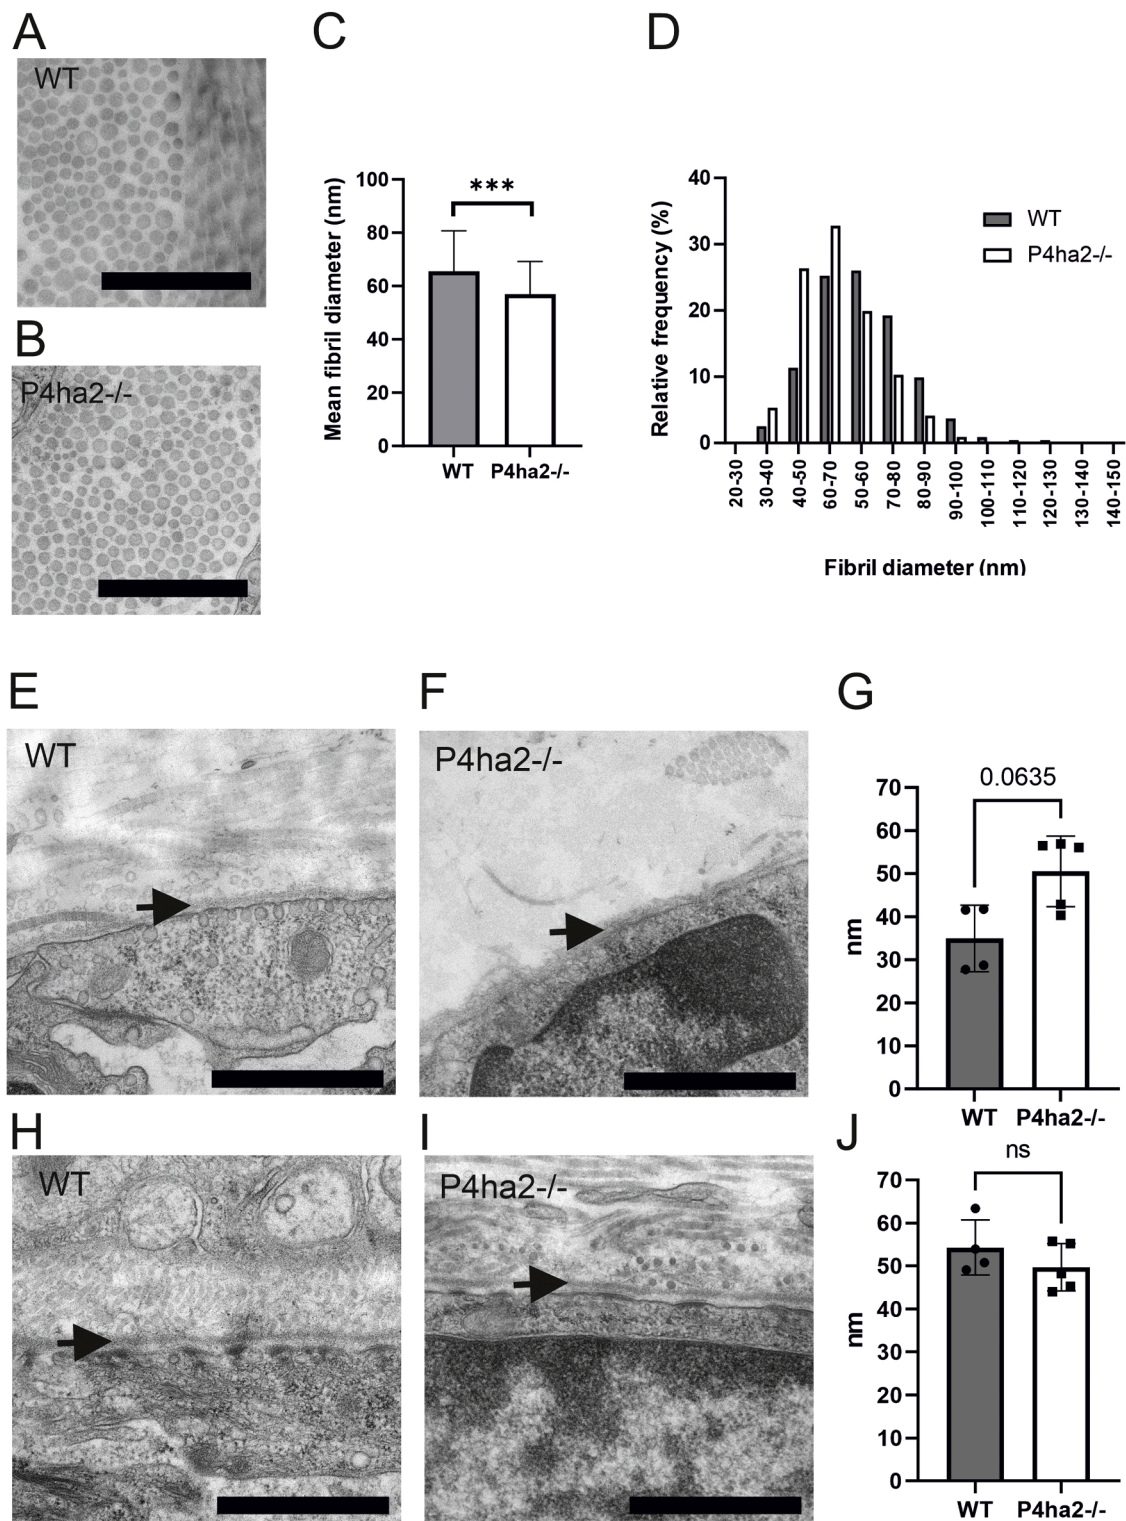 A
WT
B
P4ha2-/-
C
Mean fibril diameter (nm)
100
80
60
40
20
0
***
WT
P4ha2-/-
D
Relative frequency (%)
40
30
20
10
0
WT
P4ha2-/-
20-30
30-40
40-50
60-70
50-60
70-80
80-90
90-100
100-110
110-120
120-130
130-140
140-150
Fibril diameter (nm)
E
WT
F
P4ha2-/-
G
nm
70
60
50
40
30
20
10
0
0.0635
WT
P4ha2-/-
H
WT
I
P4ha2-/-
J
ns
nm
70
60
50
40
30
20
10
0
WT
P4ha2-/-